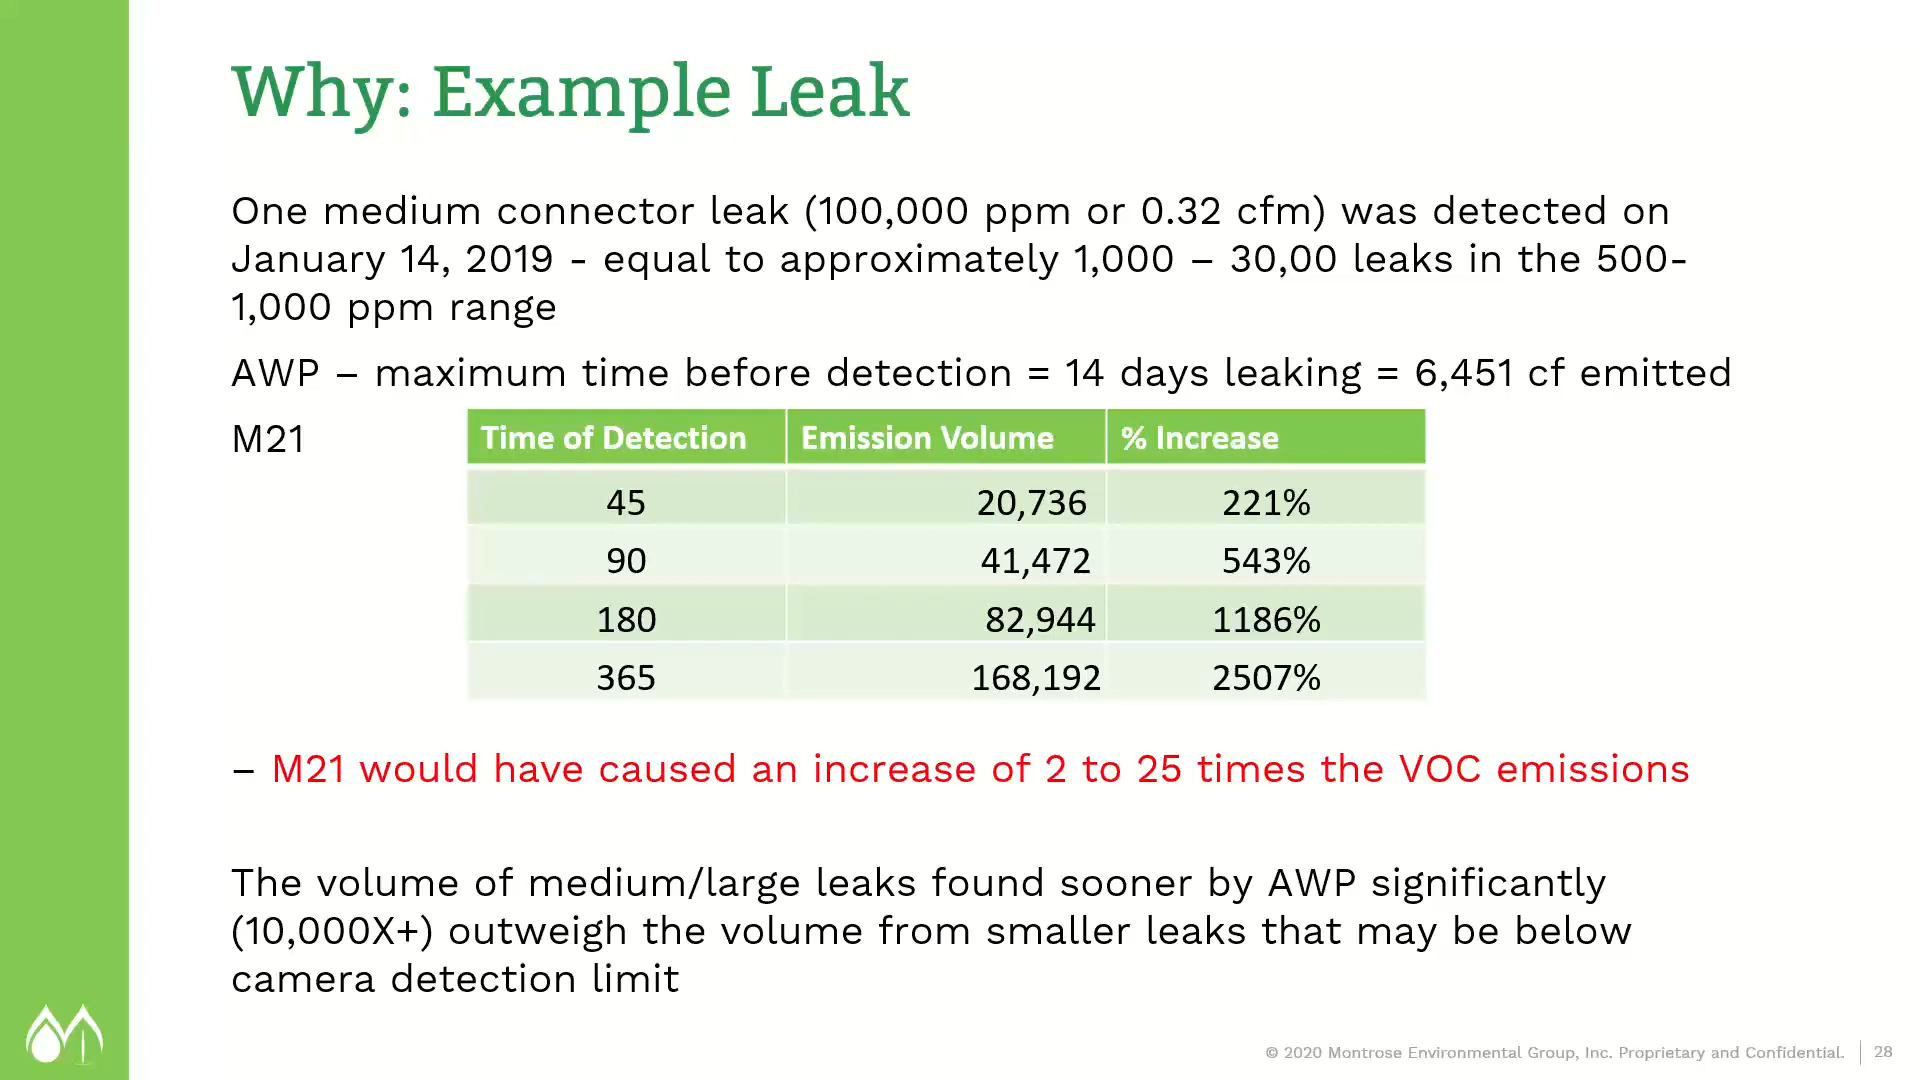 Why: Example Leak
One medium connector leak (100,000 ppm or 0.32 cfm) was detected on
January 14, 2019 - equal to approximately 1,000 – 30,00 leaks in the 500-
1,000 ppm range
AWP – maximum time before detection = 14 days leaking = 6,451 cf emitted
M21
Time of Detection Emission Volume % Increase
45 20,736 221%
90 41,472 543%
180 82,944 1186%
365 168,192 2507%
– M21 would have caused an increase of 2 to 25 times the VOC emissions
The volume of medium/large leaks found sooner by AWP significantly
(10,000X+) outweigh the volume from smaller leaks that may be below
camera detection limit
© 2020 Montrose Environmental Group, Inc. Proprietary and Confidential. 28